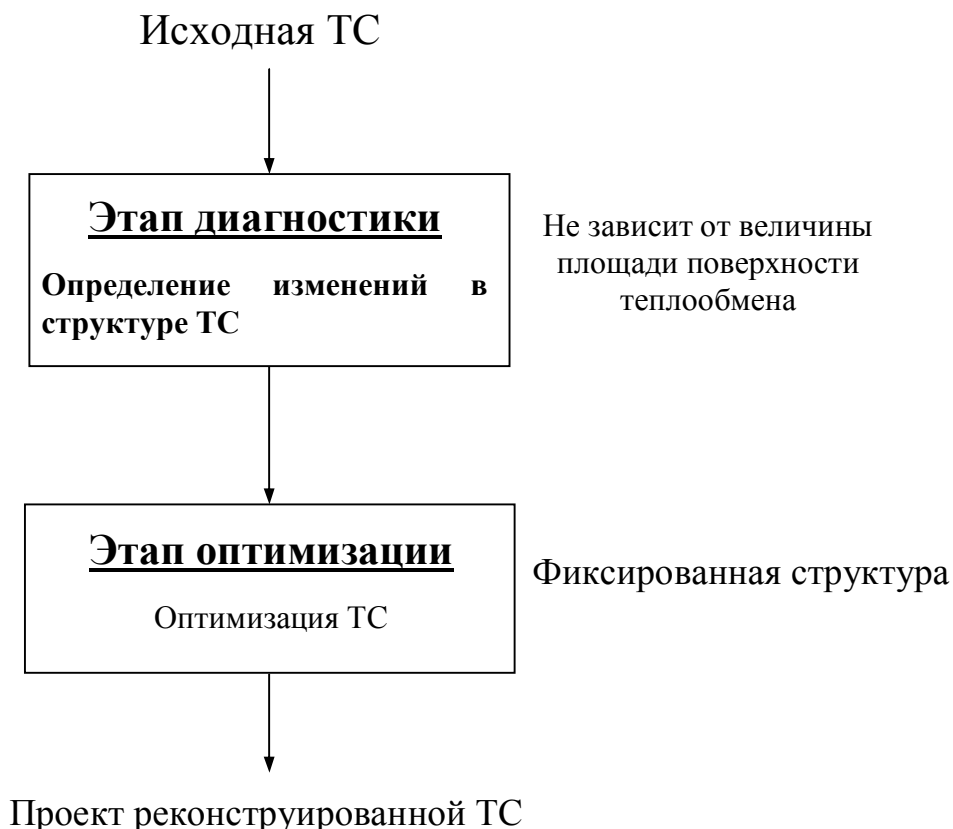 Исходная ТС
Этап диагностики
Определение изменений в
структуре ТС
Не зависит от величины
площади поверхности
теплообмена
Этап оптимизации
Оптимизация ТС
Фиксированная структура
Проект реконструированной ТС